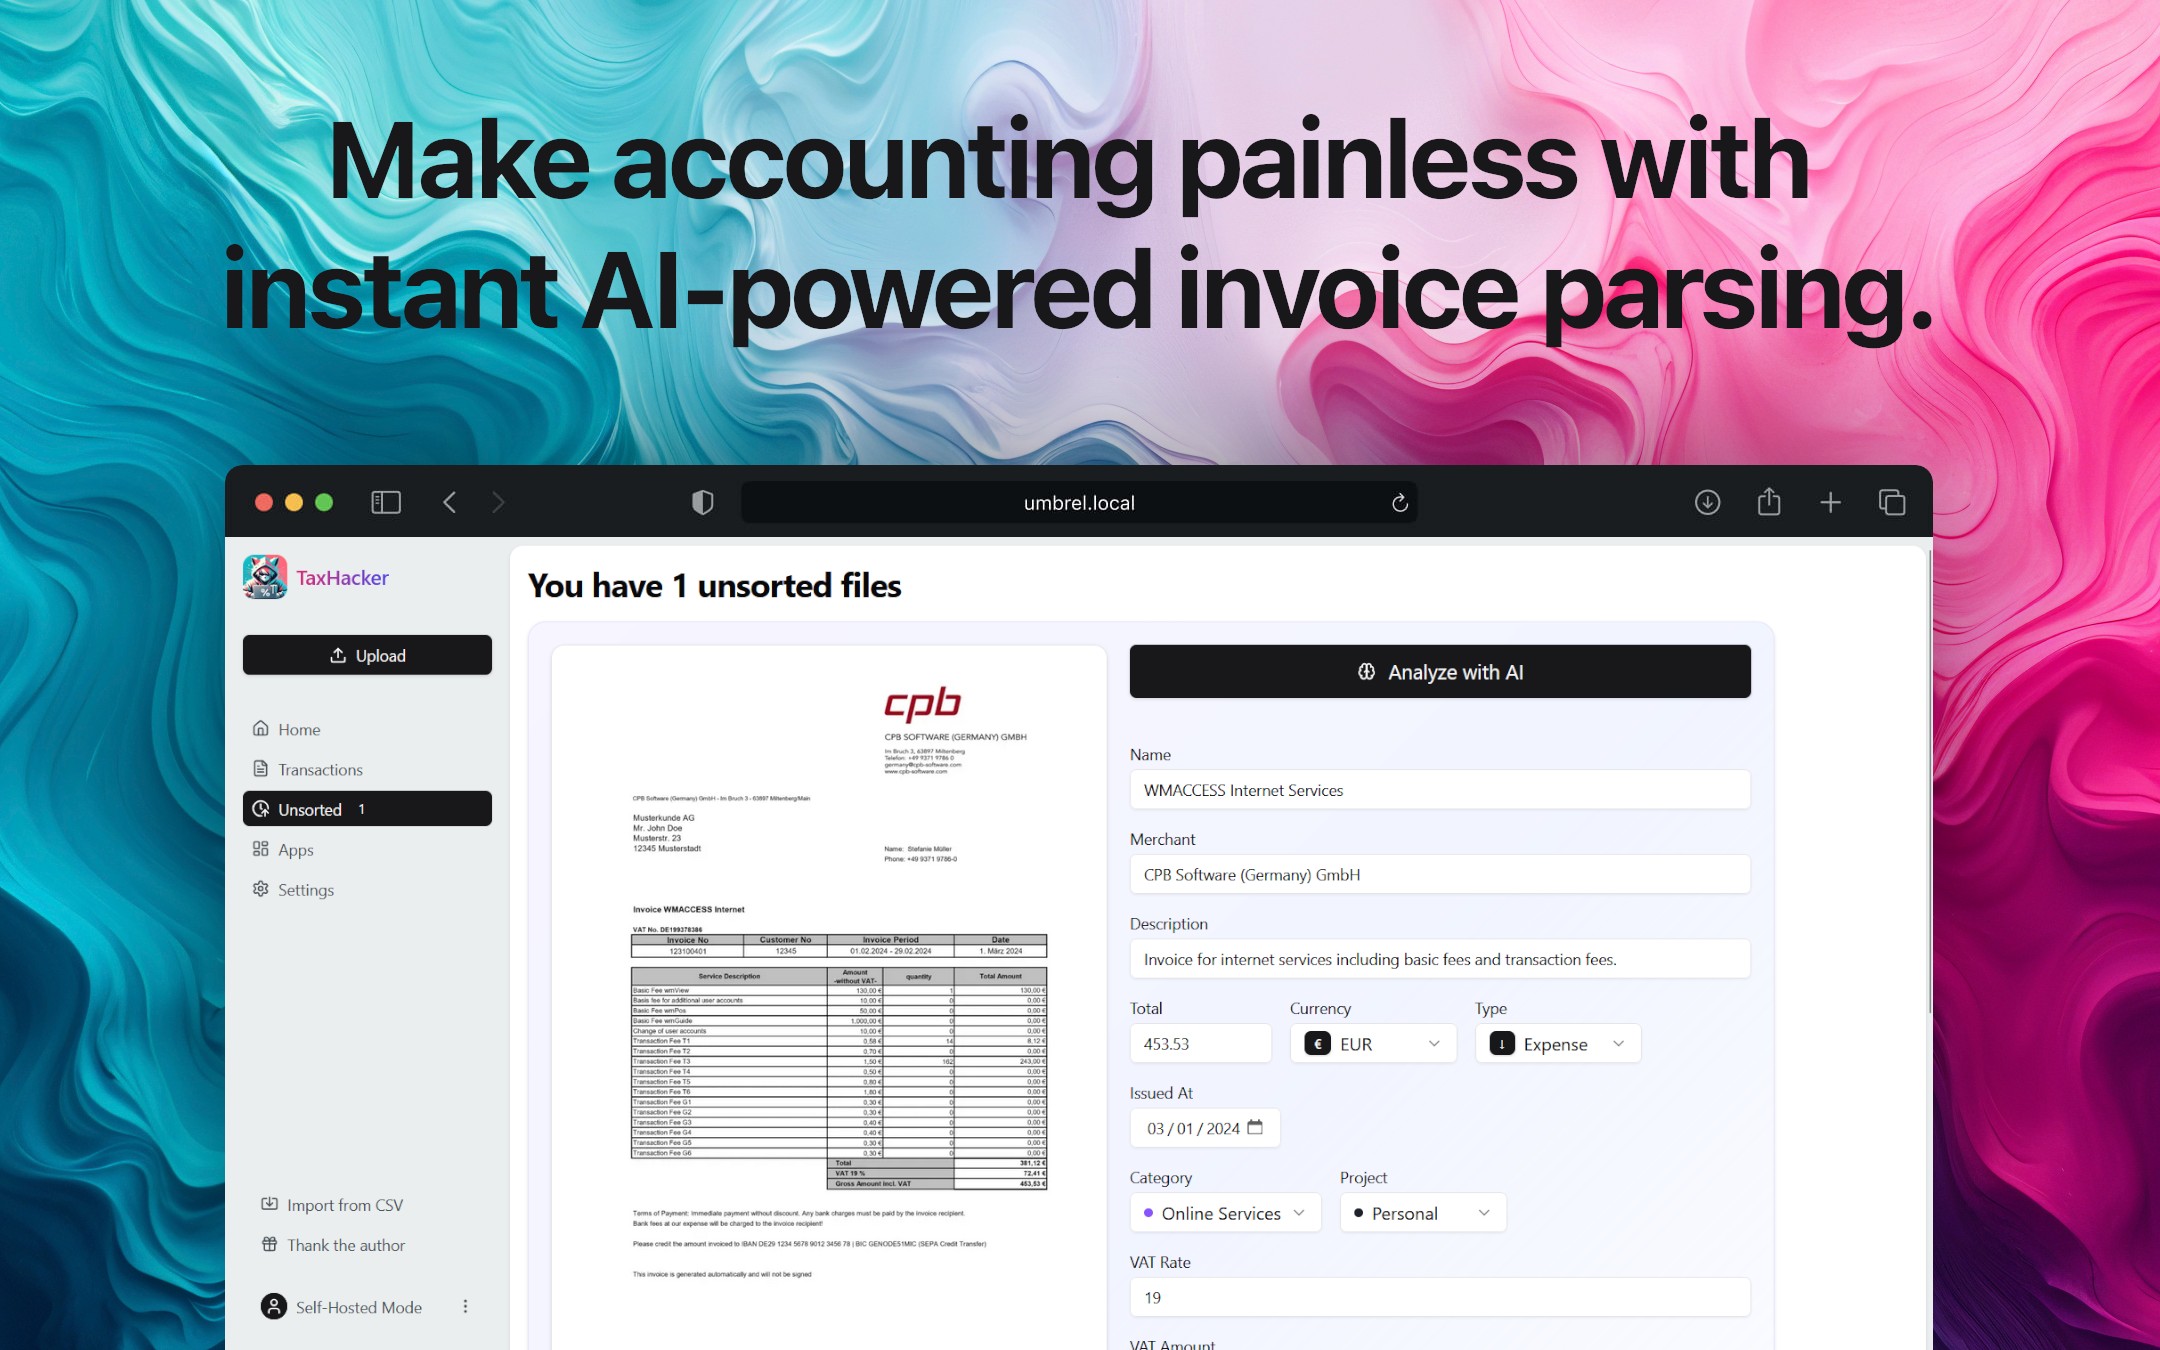 Make accounting painless with
instant AI-powered invoice parsing.
umbrel.local
TaxHacker
Upload
Home
Transactions
Unsorted 1
Apps
Settings
Import from CSV
Thank the author
Self-Hosted Mode
You have 1 unsorted files
cpb
CPB SOFTWARE (GERMANY) GMBH
Im Bruch 3, 63897 Miltenberg
Telefon: +49 9371 9786 0
germany@cpb-software.com
www.cpb-software.com
CPB Software (Germany) GmbH - Im Bruch 3 - 63897 Miltenberg/Main
Musterkunde AG
Mr. John Doe
Musterstr. 23
12345 Musterstadt
Name: Stefanie Müller
Phone: +49 9371 9786-0
Invoice WMACCESS Internet
VAT No. DE199378386
Invoice No Customer No Invoice Period Date
123100401 12345 01.02.2024 - 29.02.2024 1. März 2024
Service Description Amount -without VAT- quantity Total Amount
Basic Fee wmView 130,00 € 1 130,00 €
Basis fee for additional user accounts 10,00 € 0 0,00 €
Basic Fee wmPos 50,00 € 0 0,00 €
Basic Fee wmGuide 1.000,00 € 0 0,00 €
Change of user accounts 10,00 € 0 0,00 €
Transaction Fee T1 0,58 € 14 8,12 €
Transaction Fee T2 0,70 € 0 0,00 €
Transaction Fee T3 1,50 € 162 243,00 €
Transaction Fee T4 0,50 € 0 0,00 €
Transaction Fee T5 0,80 € 0 0,00 €
Transaction Fee T6 1,80 € 0 0,00 €
Transaction Fee G1 0,30 € 0 0,00 €
Transaction Fee G2 0,30 € 0 0,00 €
Transaction Fee G3 0,40 € 0 0,00 €
Transaction Fee G4 0,40 € 0 0,00 €
Transaction Fee G5 0,30 € 0 0,00 €
Transaction Fee G6 0,30 € 0 0,00 €
Total 381,12 €
VAT 19 % 72,41 €
Gross Amount incl. VAT 453,53 €
Terms of Payment: Immediate payment without discount. Any bank charges must be paid by the invoice recipient.
Bank fees at our expense will be charged to the invoice recipient!
Please credit the amount invoiced to IBAN DE29 1234 5678 9012 3456 78 | BIC GENODE51MIC (SEPA Credit Transfer)
This invoice is generated automatically and will not be signed
Analyze with AI
Name
WMACCESS Internet Services
Merchant
CPB Software (Germany) GmbH
Description
Invoice for internet services including basic fees and transaction fees.
Total Currency Type
453.53 € EUR Expense
Issued At
03 / 01 / 2024
Category Project
Online Services Personal
VAT Rate
19
VAT Amount